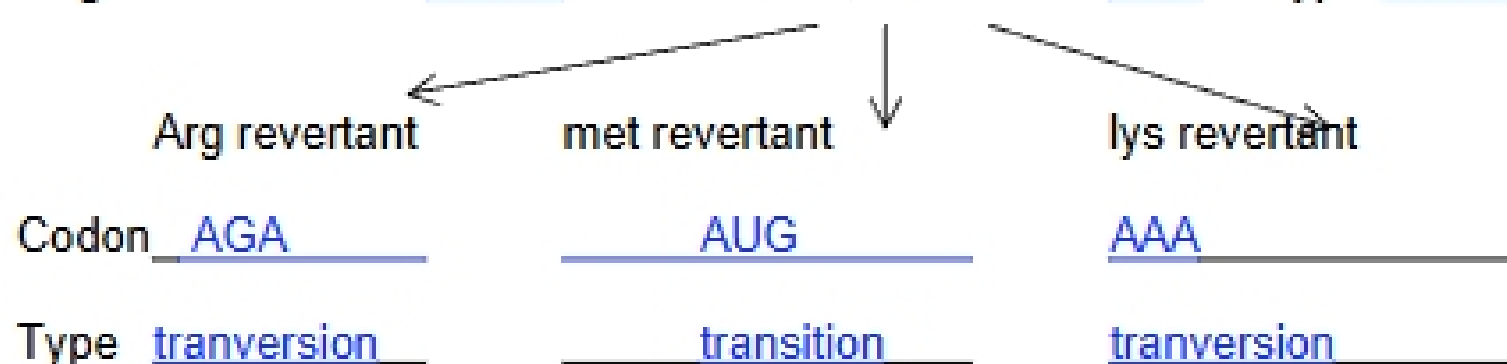 Arg revertant met revertant lys revertant
Codon AGA AUG AAA
Type tranversion transition tranversion